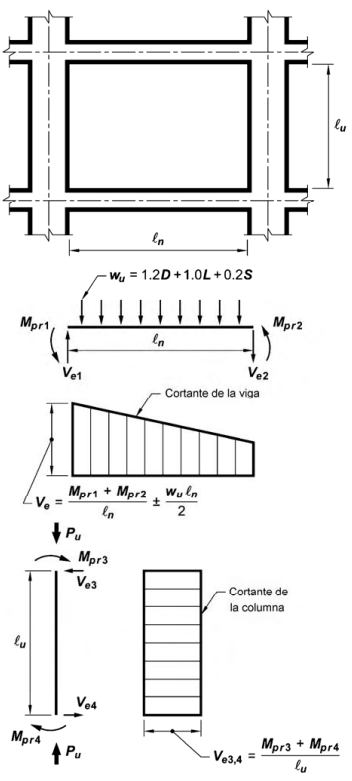 ℓu
ℓn
wu = 1.2D + 1.0L + 0.2S
Mpr1
Mpr2
ℓn
Ve1
Ve2
Cortante de la viga
Ve = (Mpr1 + Mpr2) / ℓn ± wu ℓn / 2
Pu
Mpr3
Ve3
Cortante de
la columna
ℓu
Ve4
Mpr4
Pu
Ve3,4 = (Mpr3 + Mpr4) / ℓu